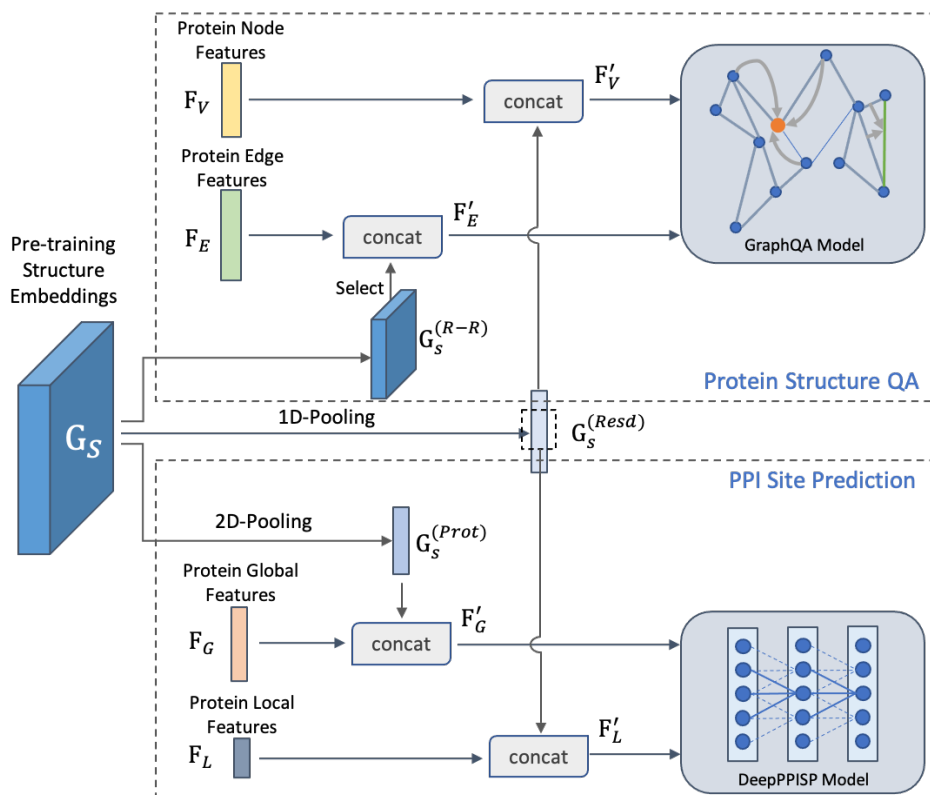 Protein Node
Features
F_V
concat
F'_V
Protein Edge
Features
F_E
concat
F'_E
GraphQA Model
Pre-training
Structure
Embeddings
Select
G_s^(R−R)
Protein Structure QA
G_S
1D-Pooling
G_s^(Resd)
PPI Site Prediction
2D-Pooling
G_s^(Prot)
Protein Global
Features
F_G
concat
F'_G
Protein Local
Features
F_L
concat
F'_L
DeepPPISP Model